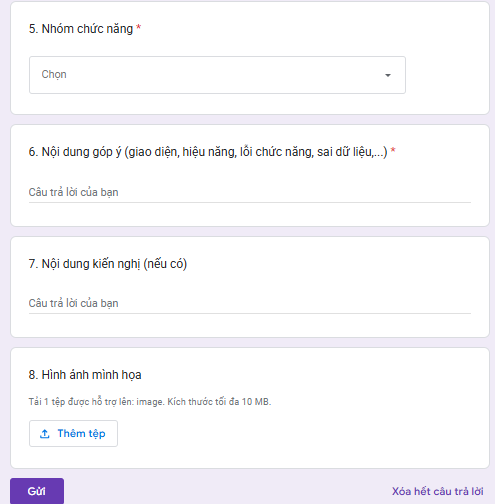 5. Nhóm chức năng *
Chọn
6. Nội dung góp ý (giao diện, hiệu năng, lỗi chức năng, sai dữ liệu,...) *
Câu trả lời của bạn
7. Nội dung kiến nghị (nếu có)
Câu trả lời của bạn
8. Hình ảnh mình họa
Tải 1 tệp được hỗ trợ lên: image. Kích thước tối đa 10 MB.
Thêm tệp
Gửi
Xóa hết câu trả lời